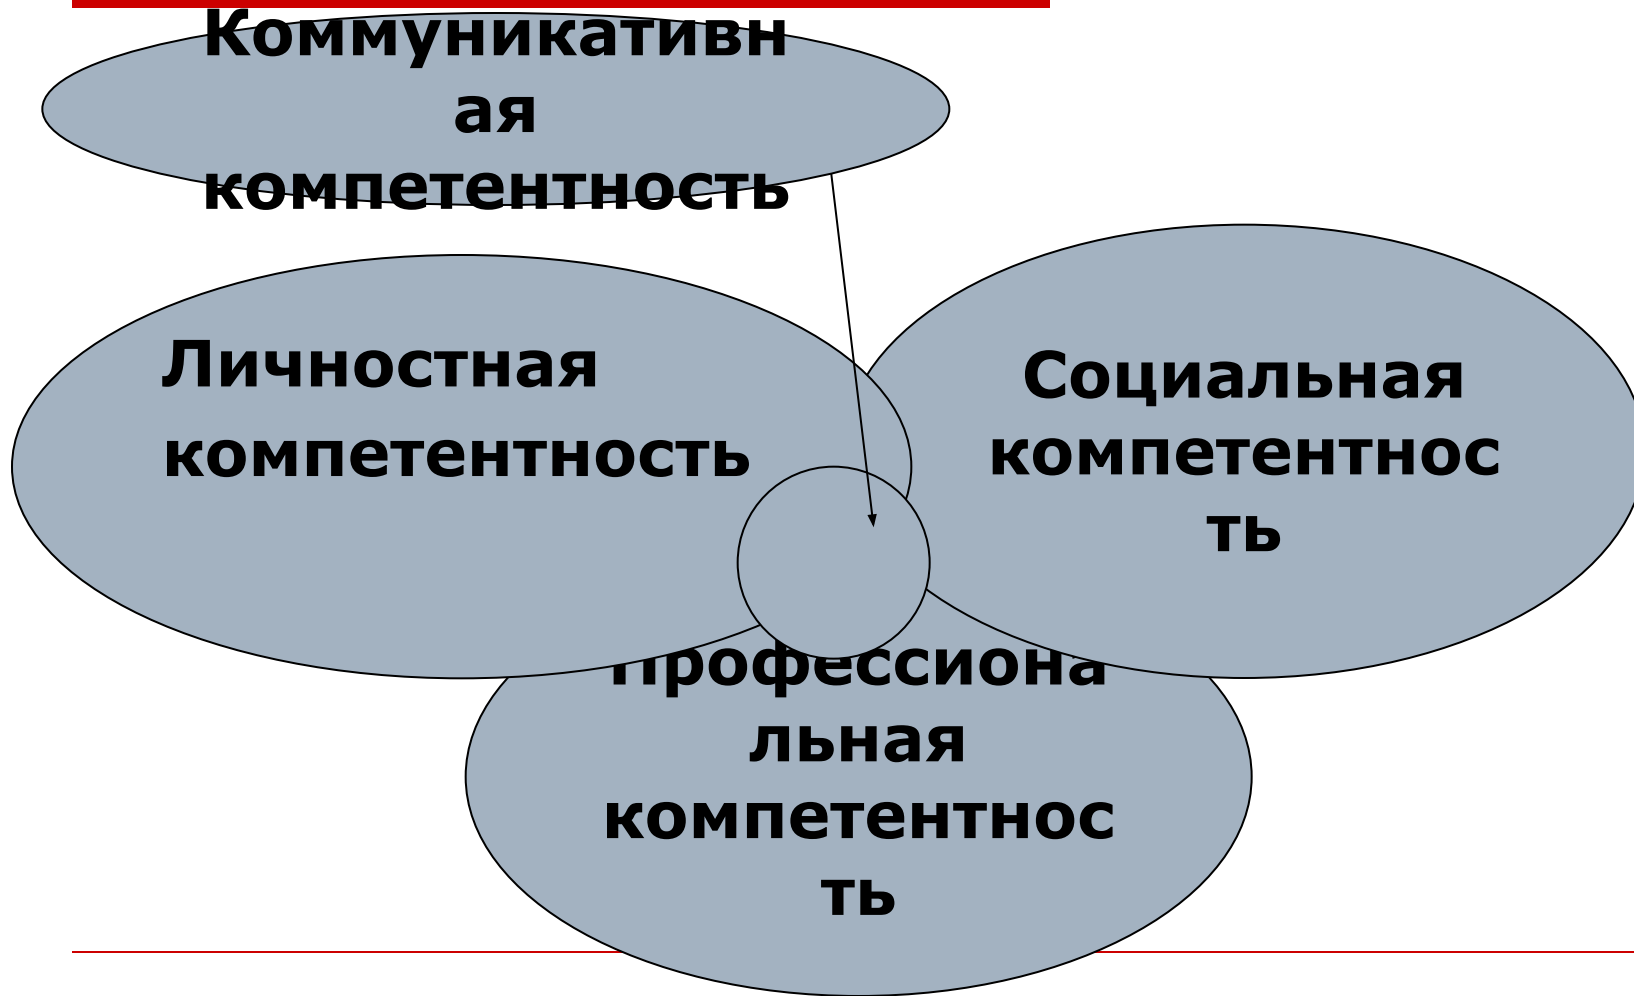 Коммуникативн
ая
компетентность
Личностная
компетентность
Социальная
компетентнос
ть
Профессиона
льная
компетентнос
ть